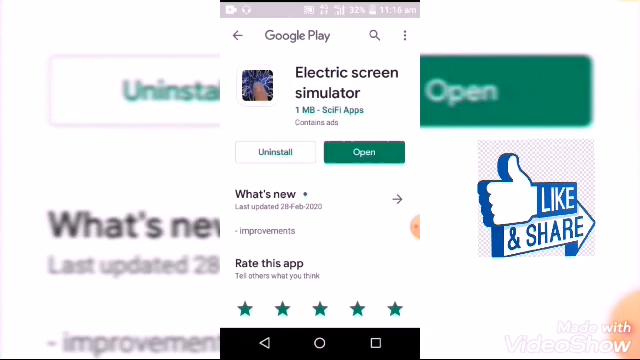 32% 11:16 am
Google Play
Electric screen
simulator
1 MB - SciFi Apps
Contains ads
Uninstall
Open
What's new
Last updated 28-Feb-2020
- improvements
Rate this app
Tell others what you think
Uninstal
Open
What's new
Last updated 28
- improvement
LIKE
& SHARE
Made with
VideoShow